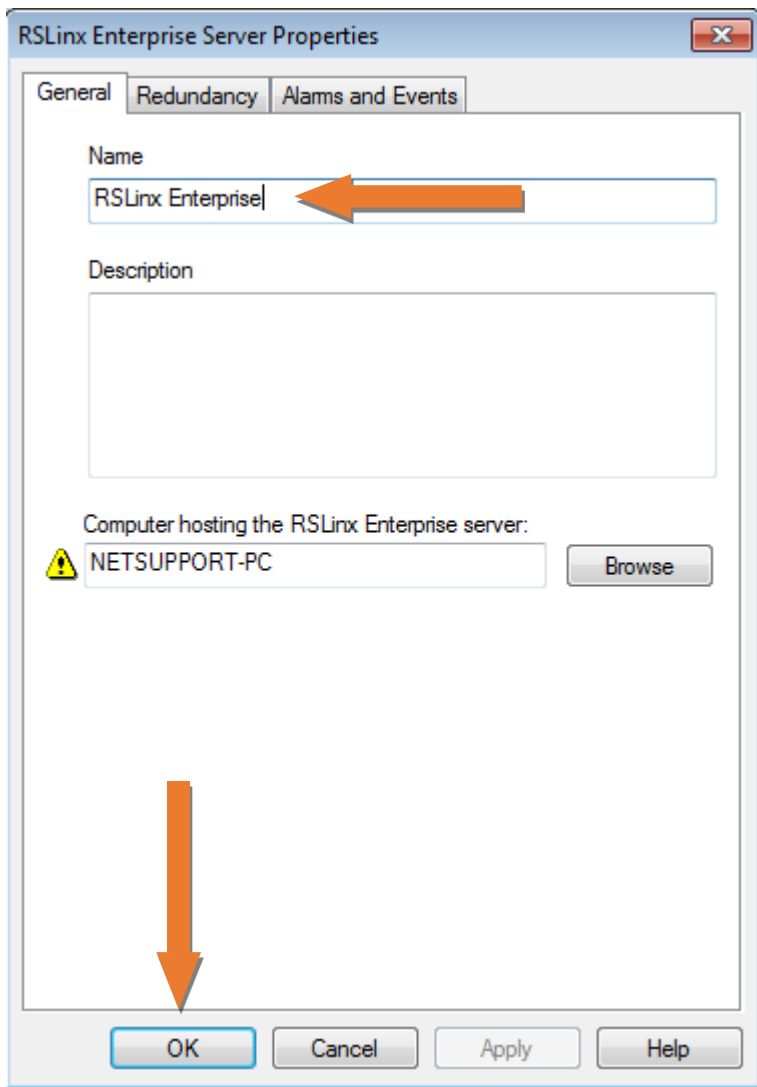 RSLinx Enterprise Server Properties
General Redundancy Alarms and Events
Name
RSLinx Enterprise
Description
Computer hosting the RSLinx Enterprise server:
NETSUPPORT-PC Browse
OK Cancel Apply Help